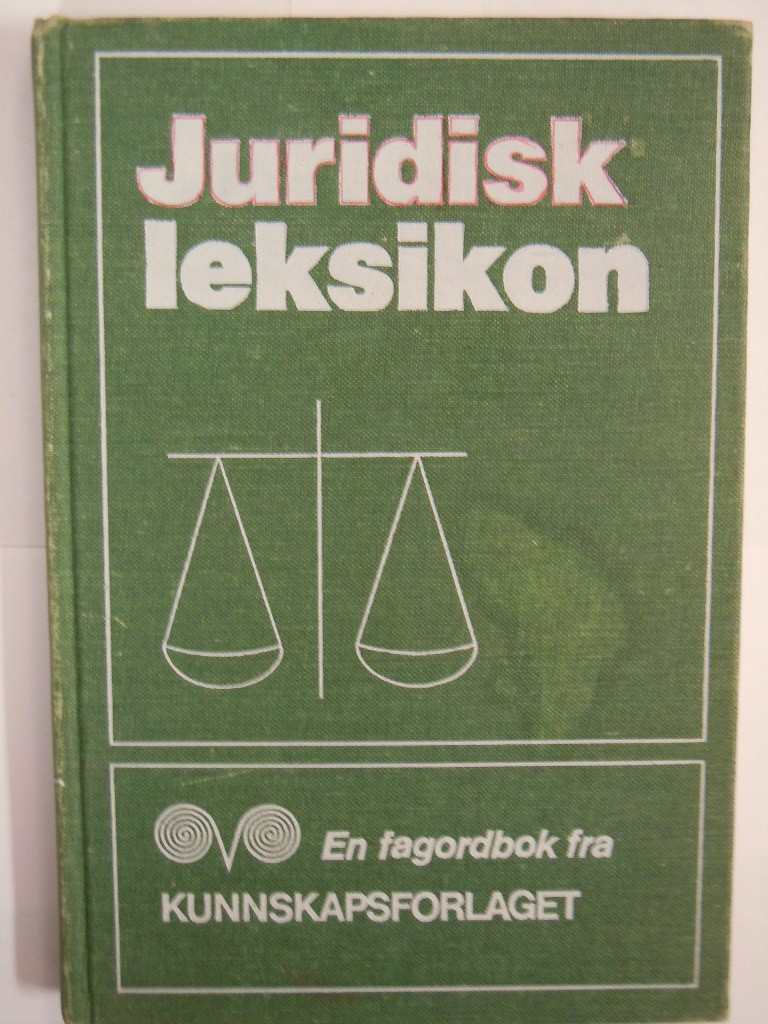 Juridisk
leksikon
En fagordbok fra
KUNNSKAPSFORLAGET